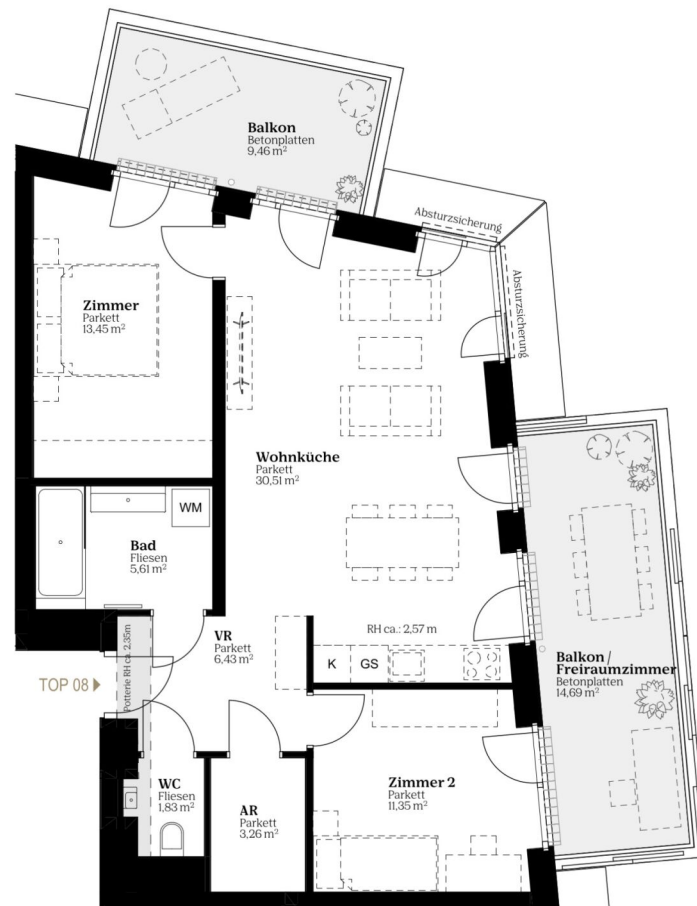 Balkon
Betonplatten
9,46 m²
Absturzsicherung
Absturzsicherung
Zimmer
Parkett
13,45 m²
Wohnküche
Parkett
30,51 m²
WM
Bad
Fliesen
5,61 m²
VR
Parkett
6,43 m²
RH ca.: 2,57 m
K
GS
Balkon /
Freiraumzimmer
Betonplatten
14,69 m²
TOP 08
Potterie RH ca. 2,35m
WC
Fliesen
1,83 m²
AR
Parkett
3,26 m²
Zimmer 2
Parkett
11,35 m²